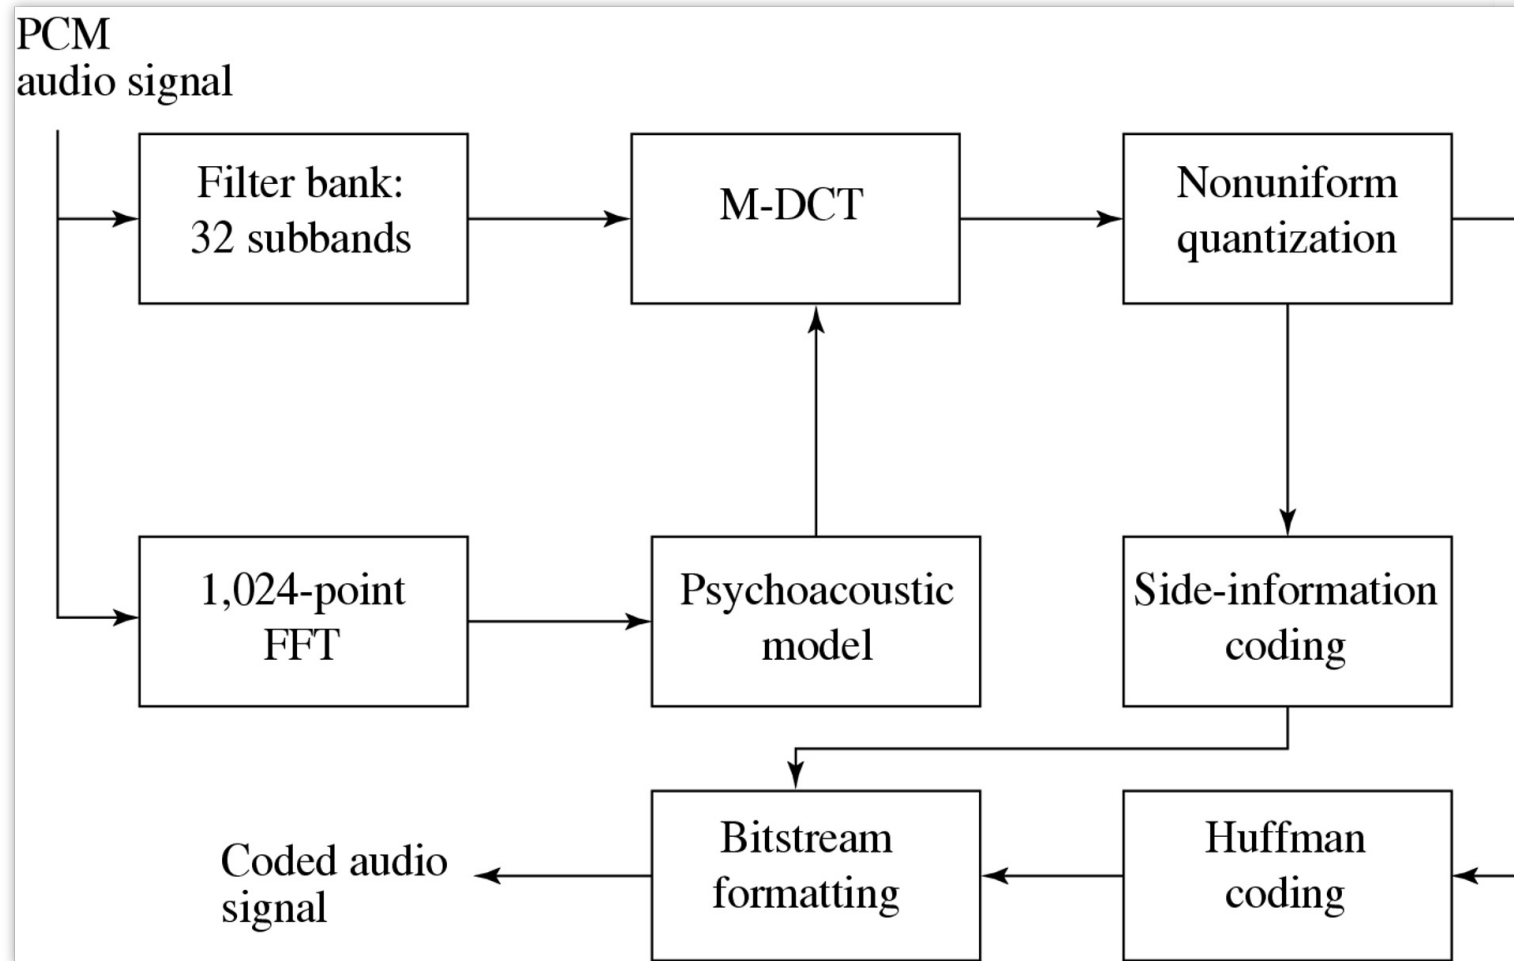 PCM
audio signal
Filter bank:
32 subbands
M-DCT
Nonuniform
quantization
1,024-point
FFT
Psychoacoustic
model
Side-information
coding
Coded audio
signal
Bitstream
formatting
Huffman
coding